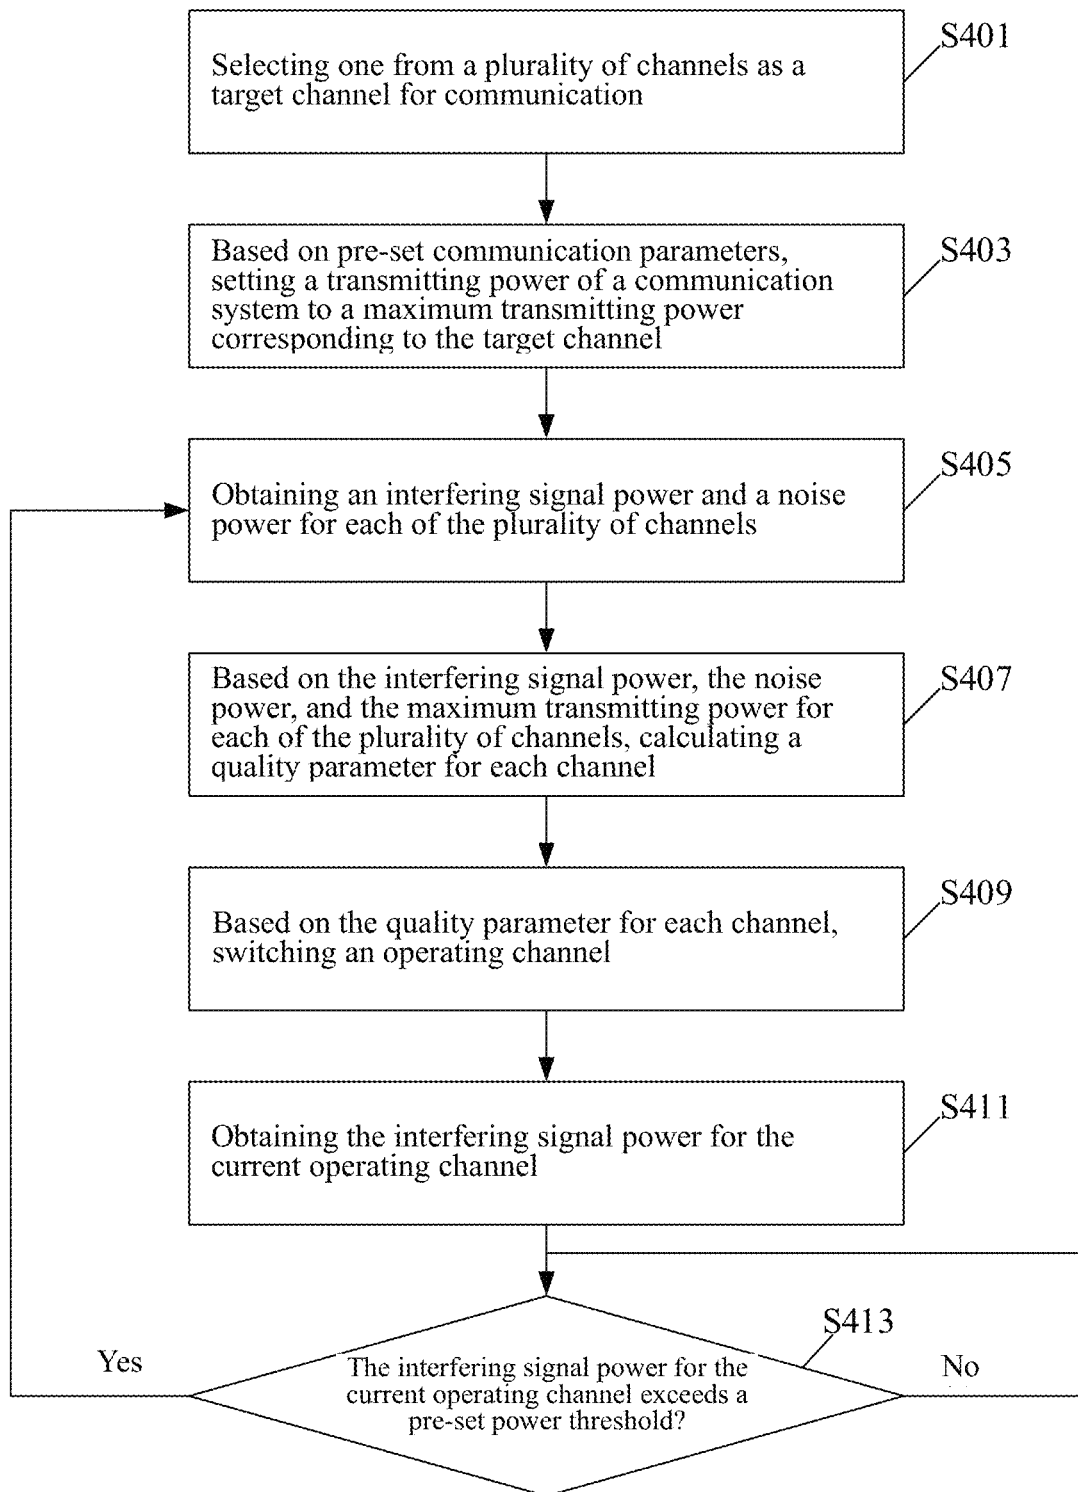 S401
Selecting one from a plurality of channels as a
target channel for communication
S403
Based on pre-set communication parameters,
setting a transmitting power of a communication
system to a maximum transmitting power
corresponding to the target channel
S405
Obtaining an interfering signal power and a noise
power for each of the plurality of channels
S407
Based on the interfering signal power, the noise
power, and the maximum transmitting power for
each of the plurality of channels, calculating a
quality parameter for each channel
S409
Based on the quality parameter for each channel,
switching an operating channel
S411
Obtaining the interfering signal power for the
current operating channel
S413
Yes
No
The interfering signal power for the
current operating channel exceeds a
pre-set power threshold?